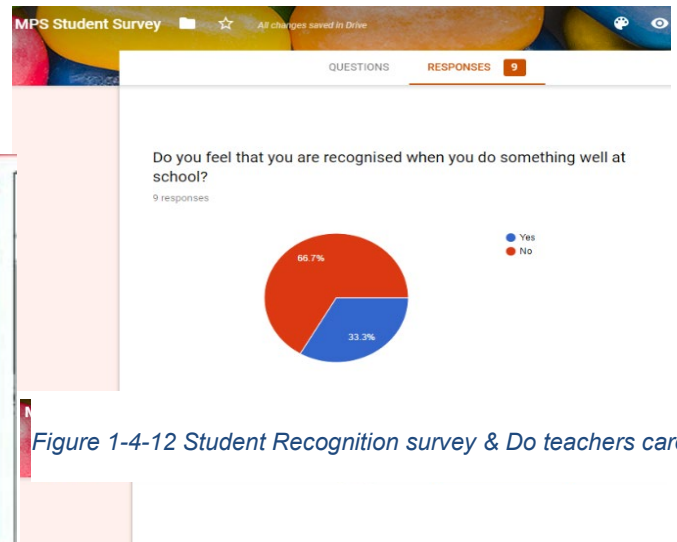 MPS Student Survey
All changes saved in Drive
QUESTIONS RESPONSES 9
Do you feel that you are recognised when you do something well at
school?
9 responses
Yes
No
66.7%
33.3%
Figure 1-4-12 Student Recognition survey & Do teachers care